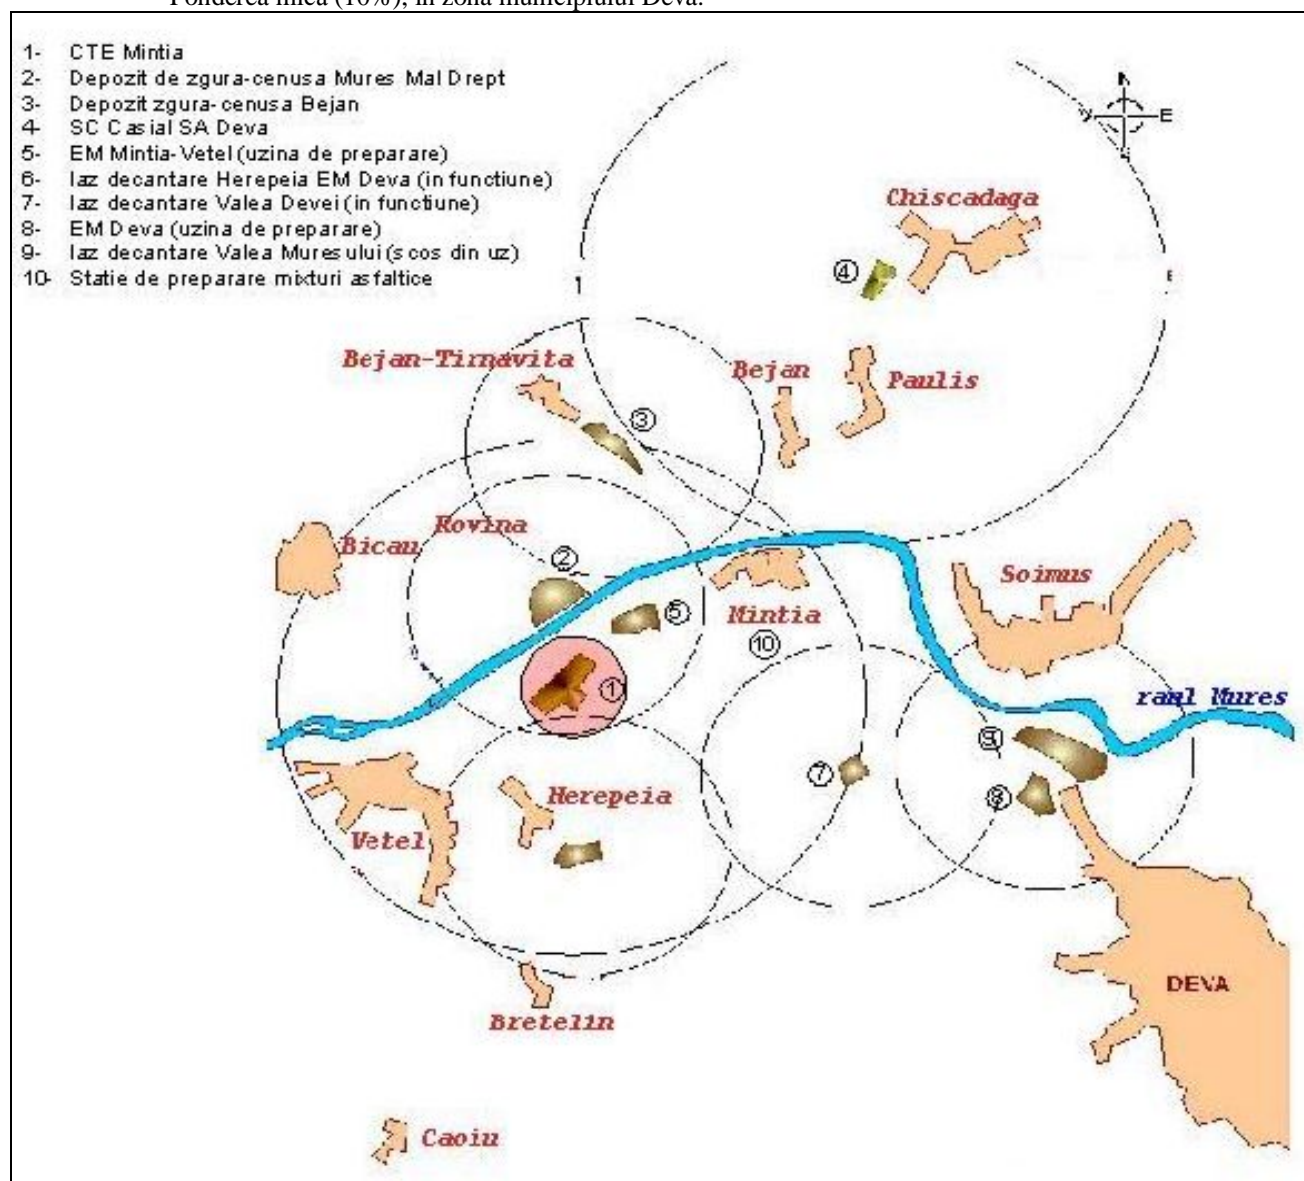 Ponderea mica (10%), in zona municipiului Deva.
1- CTE Mintia
2- Depozit de zgura-cenusa Mures Mal Drept
3- Depozit zgura-cenusa Bejan
4- SC Casial SA Deva
5- EM Mintia-Vetel (uzina de preparare)
6- Iaz decantare Herepeia EM Deva (in functiune)
7- Iaz decantare Valea Devei (in functiune)
8- EM Deva (uzina de preparare)
9- Iaz decantare Valea Muresului (scos din uz)
10- Statie de preparare mixturi asfaltice
N
E
Chiscadaga
4
Bejan-Tirnavita
Bejan
Paulis
3
Rovina
Bicau
2
Soimus
5
Mintia
10
1
raul Mures
9
7
8
Herepeia
Vetel
DEVA
Bretelin
Caoiu